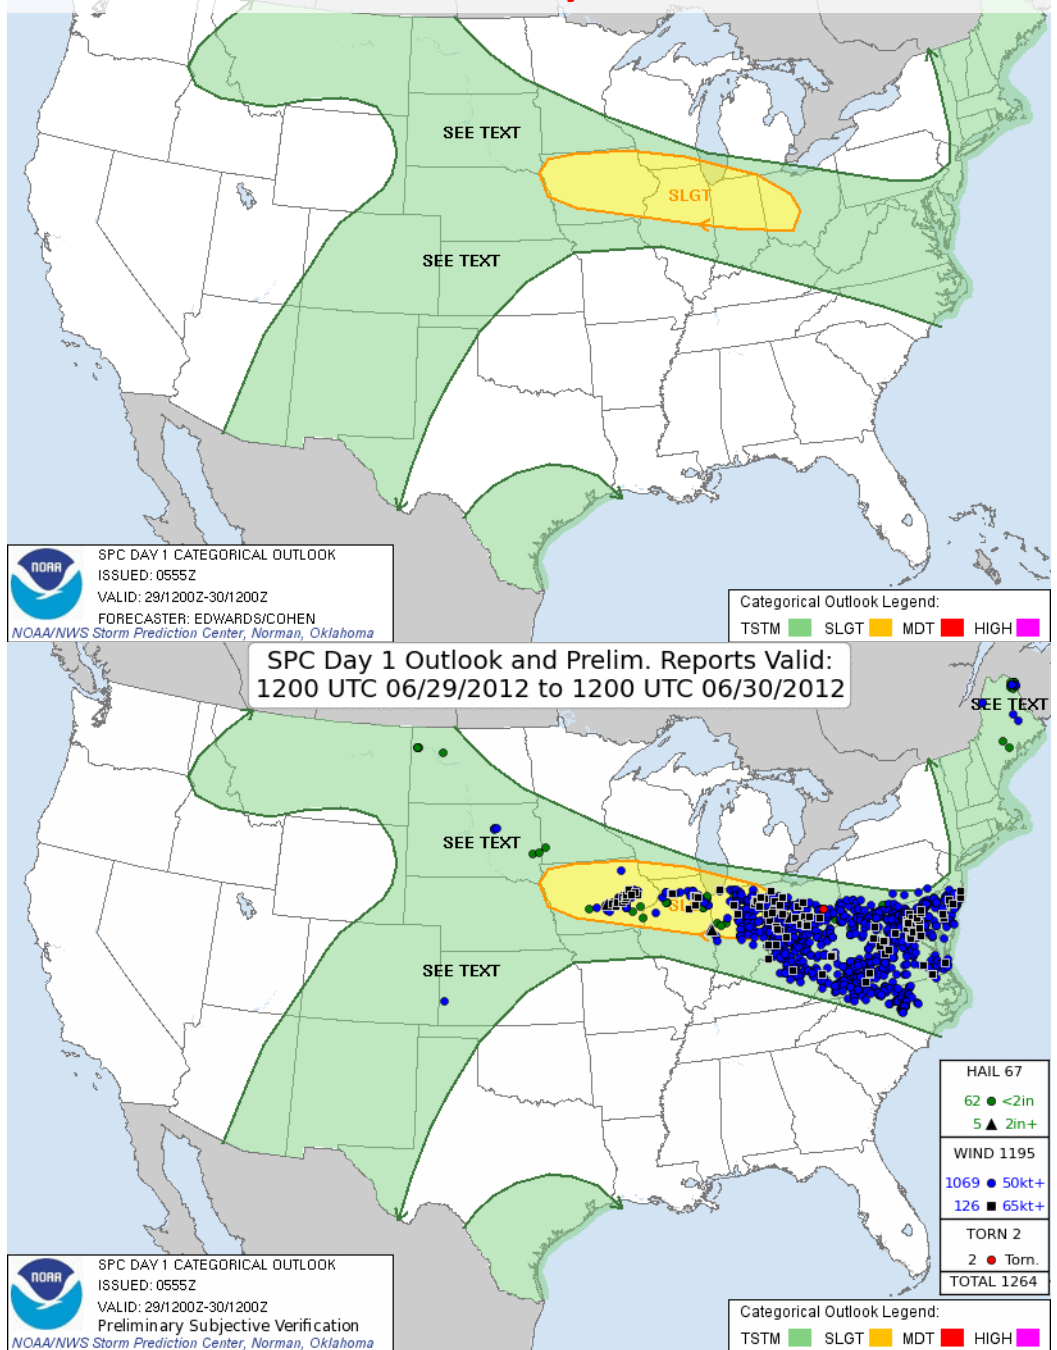 SEE TEXT
SLGT
SEE TEXT
NOAA
SPC DAY 1 CATEGORICAL OUTLOOK
ISSUED: 0555Z
VALID: 29/1200Z-30/1200Z
FORECASTER: EDWARDS/COHEN
NOAA/NWS Storm Prediction Center, Norman, Oklahoma
Categorical Outlook Legend:
TSTM SLGT MDT HIGH
SPC Day 1 Outlook and Prelim. Reports Valid:
1200 UTC 06/29/2012 to 1200 UTC 06/30/2012
SEE TEXT
SEE TEXT
SEE TEXT
HAIL 67
62 <2in
5 2in+
WIND 1195
1069 50kt+
126 65kt+
TORN 2
2 Torn.
TOTAL 1264
NOAA
SPC DAY 1 CATEGORICAL OUTLOOK
ISSUED: 0555Z
VALID: 29/1200Z-30/1200Z
Preliminary Subjective Verification
NOAA/NWS Storm Prediction Center, Norman, Oklahoma
Categorical Outlook Legend:
TSTM SLGT MDT HIGH